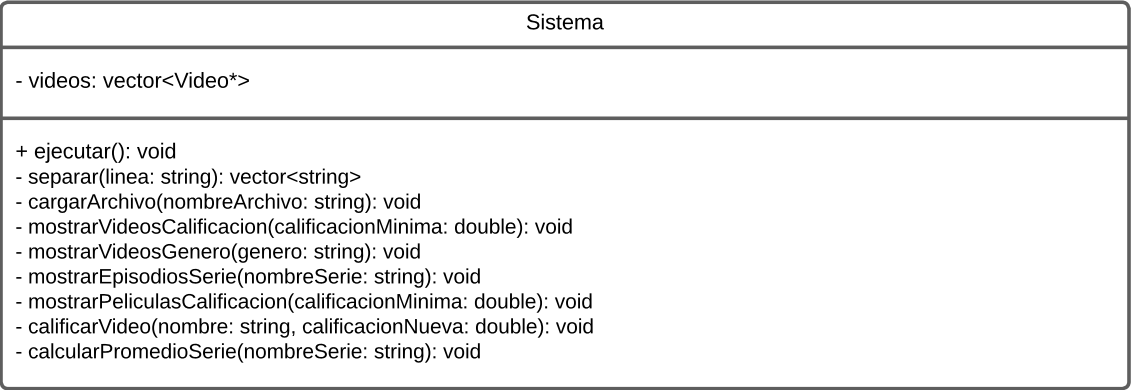 Sistema
- videos: vector<Video*>
+ ejecutar(): void
- separar(linea: string): vector<string>
- cargarArchivo(nombreArchivo: string): void
- mostrarVideosCalificacion(calificacionMinima: double): void
- mostrarVideosGenero(genero: string): void
- mostrarEpisodiosSerie(nombreSerie: string): void
- mostrarPeliculasCalificacion(calificacionMinima: double): void
- calificarVideo(nombre: string, calificacionNueva: double): void
- calcularPromedioSerie(nombreSerie: string): void